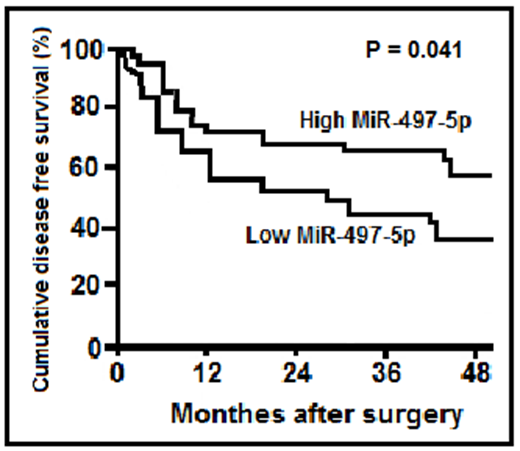 Cumulative disease free survival (%)
100
80
60
40
20
0
P = 0.041
High MiR-497-5p
Low MiR-497-5p
0 12 24 36 48
Monthes after surgery